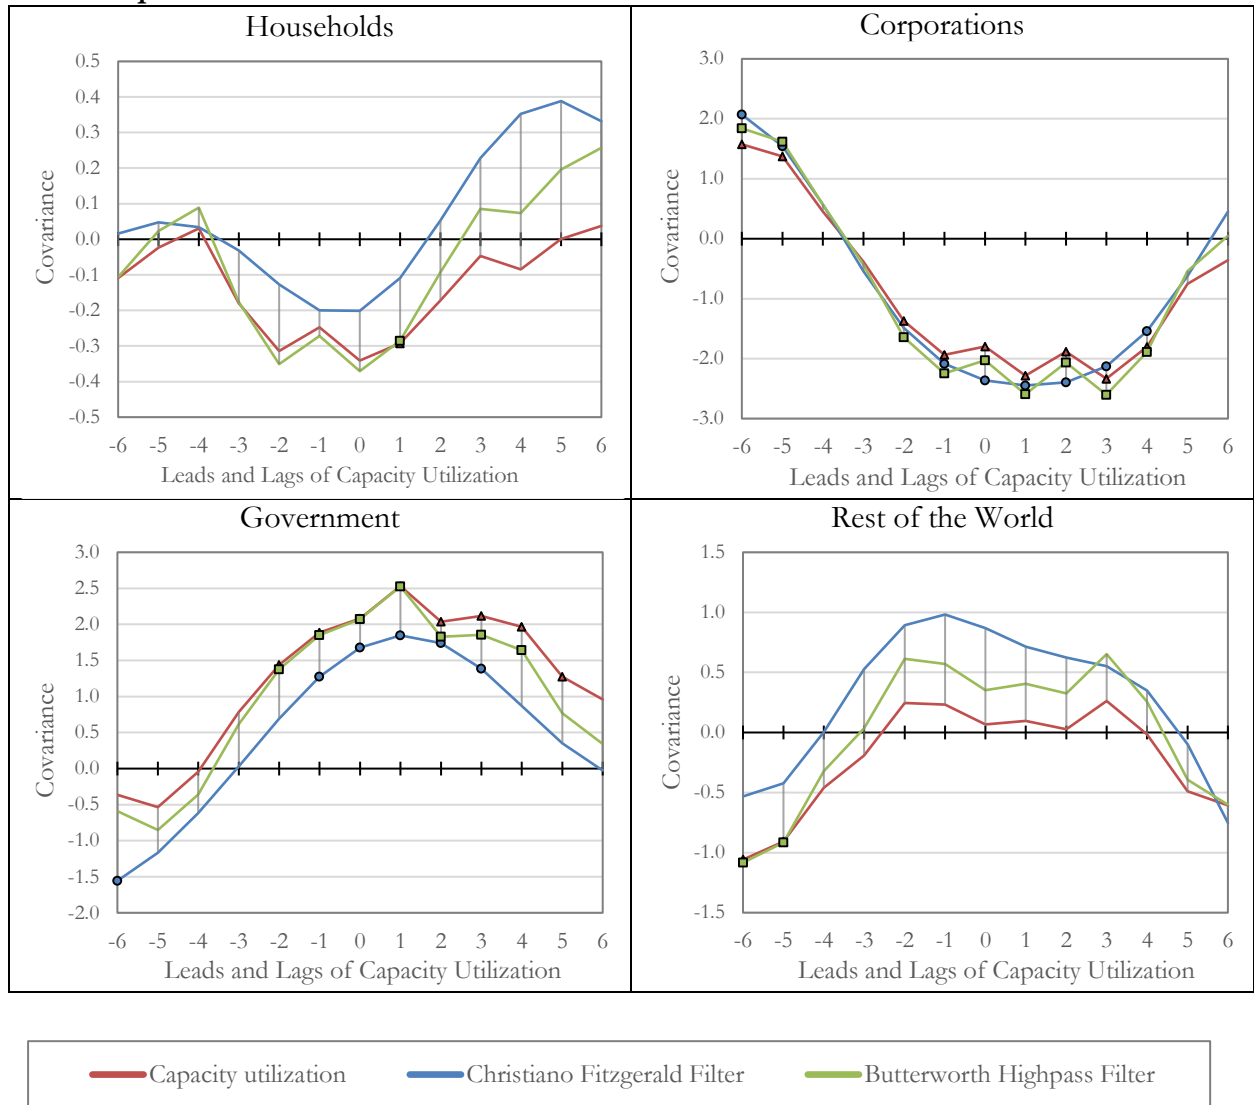 Households
0.5
0.4
0.3
0.2
0.1
0.0
-0.1
-0.2
-0.3
-0.4
-0.5
Covariance
-6 -5 -4 -3 -2 -1 0 1 2 3 4 5 6
Leads and Lags of Capacity Utilization
Corporations
3.0
2.0
1.0
0.0
-1.0
-2.0
-3.0
Covariance
-6 -5 -4 -3 -2 -1 0 1 2 3 4 5 6
Leads and Lags of Capacity Utilization
Government
3.0
2.5
2.0
1.5
1.0
0.5
0.0
-0.5
-1.0
-1.5
-2.0
Covariance
-6 -5 -4 -3 -2 -1 0 1 2 3 4 5 6
Leads and Lags of Capacity Utilization
Rest of the World
1.5
1.0
0.5
0.0
-0.5
-1.0
-1.5
Covariance
-6 -5 -4 -3 -2 -1 0 1 2 3 4 5 6
Leads and Lags of Capacity Utilization
Capacity utilization Christiano Fitzgerald Filter Butterworth Highpass Filter